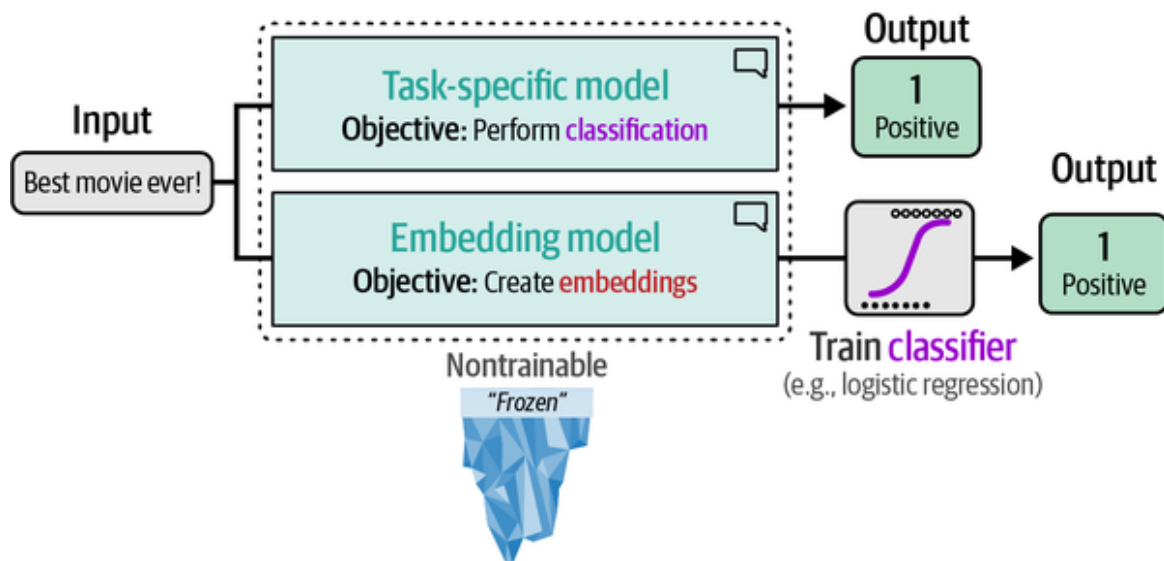 Input
Best movie ever!
Task-specific model
Objective: Perform classification
Output
1
Positive
Embedding model
Objective: Create embeddings
Train classifier
(e.g., logistic regression)
Output
1
Positive
Nontrainable
"Frozen"